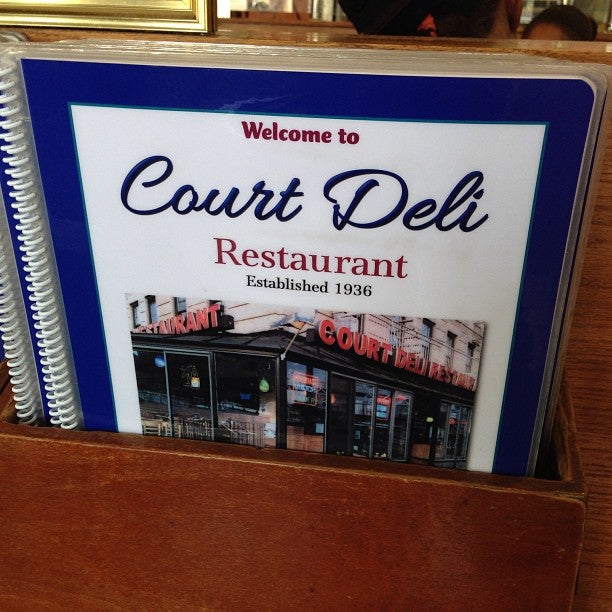 Welcome to
Court Deli
Restaurant
Established 1936
COURT DELI